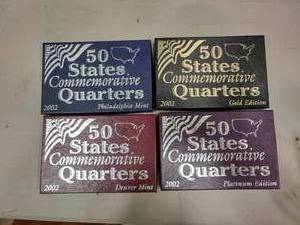 50
States
Commemorative
Quarters
2002
Philadelphia Mint
50
States
Commemorative
Quarters
2002
Gold Edition
50
States
Commemorative
Quarters
2002
Denver Mint
50
States
Commemorative
Quarters
2002
Platinum Edition